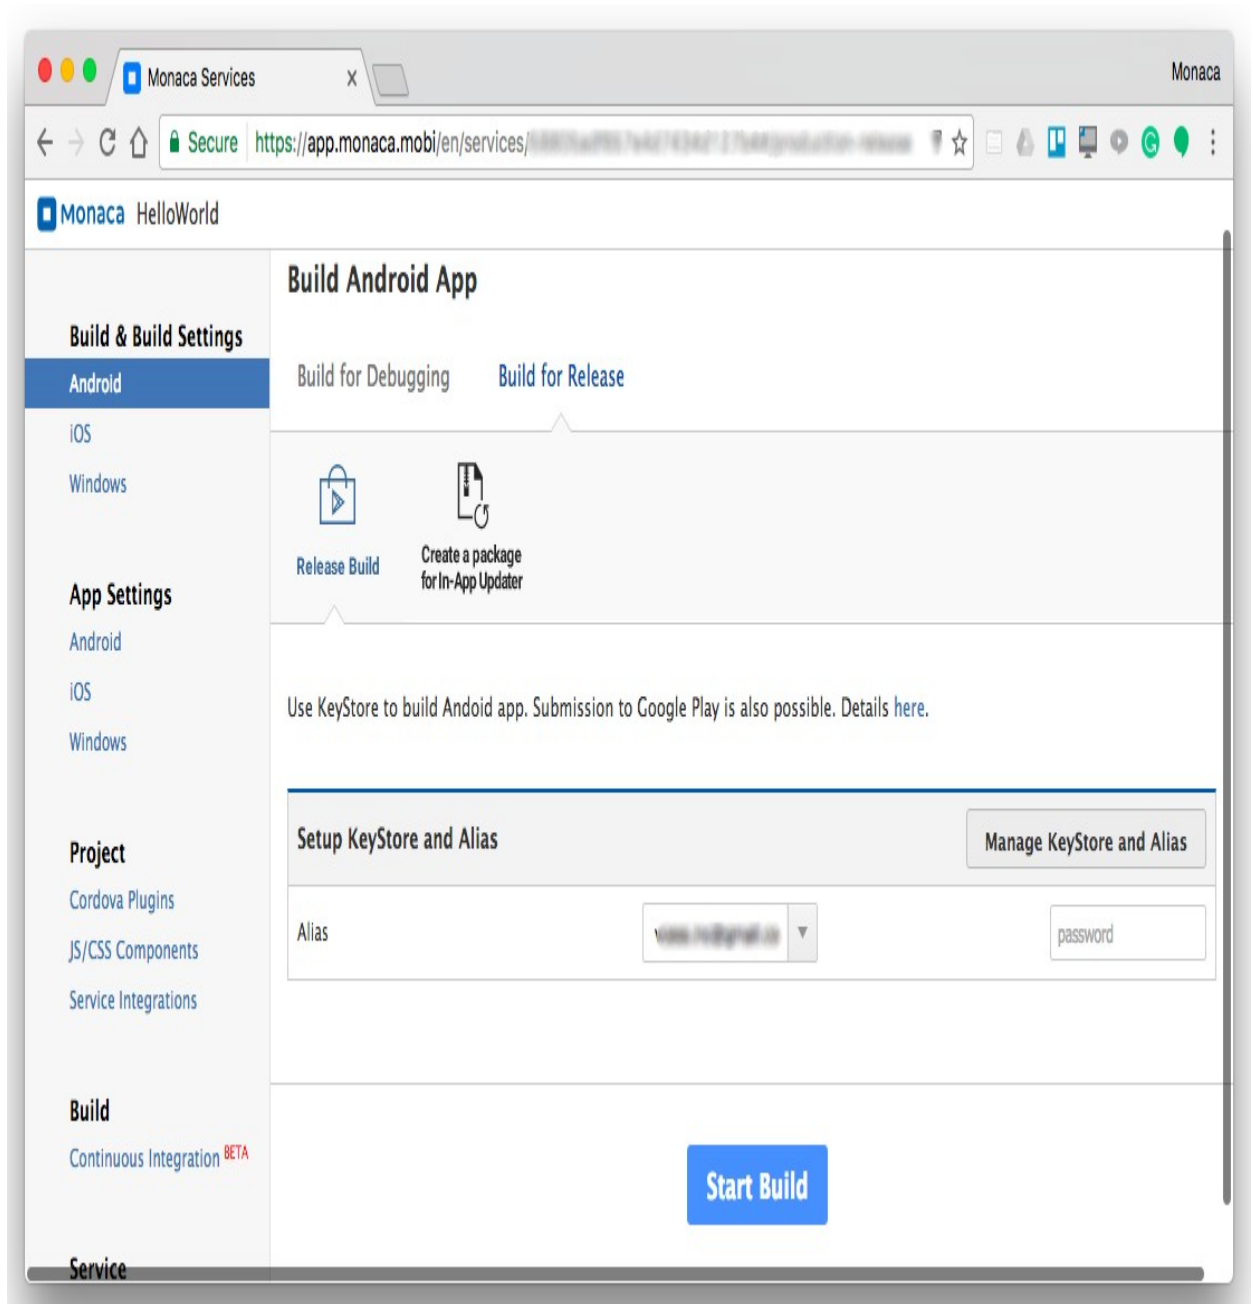 Monaca Services
Monaca
Secure https://app.monaca.mobi/en/services/
Monaca HelloWorld
Build Android App
Build & Build Settings
Android
iOS
Windows
Build for Debugging Build for Release
Release Build
Create a package
for In-App Updater
App Settings
Android
iOS
Windows
Use KeyStore to build Andoid app. Submission to Google Play is also possible. Details here.
Setup KeyStore and Alias
Manage KeyStore and Alias
Alias
password
Project
Cordova Plugins
JS/CSS Components
Service Integrations
Build
Continuous Integration BETA
Start Build
Service